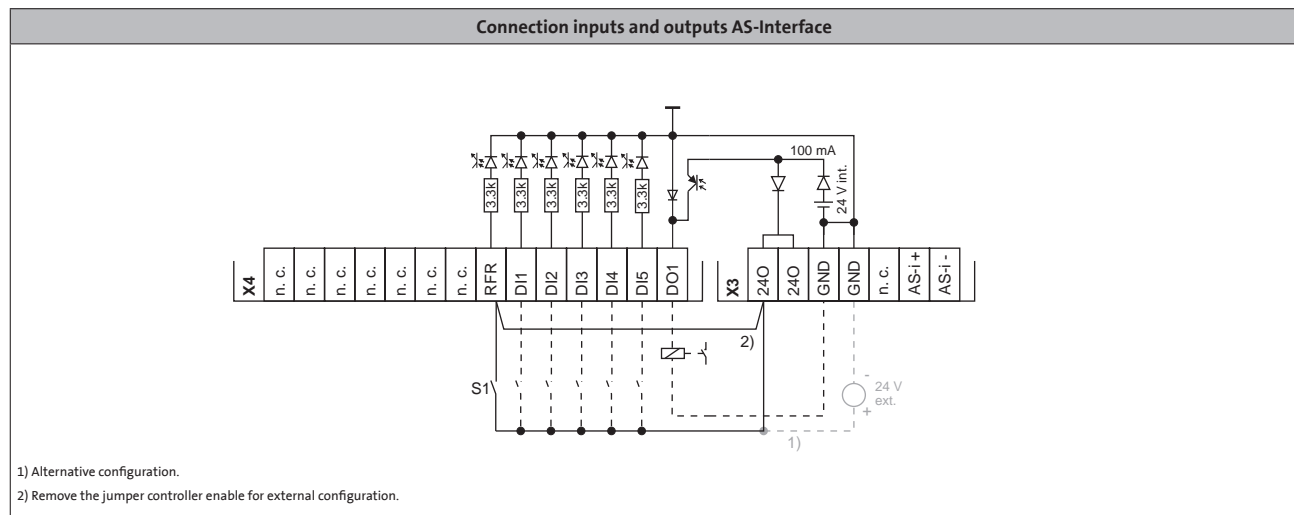 Connection inputs and outputs AS-Interface
100 mA
3.3k 3.3k 3.3k 3.3k 3.3k 3.3k
24 V int.
X4 n. c. n. c. n. c. n. c. n. c. n. c. n. c. RFR DI1 DI2 DI3 DI4 DI5 DO1
X3 24O 24O GND GND n. c. AS-i + AS-i -
2)
S1
-
24 V
ext.
+
1)
1) Alternative configuration.
2) Remove the jumper controller enable for external configuration.